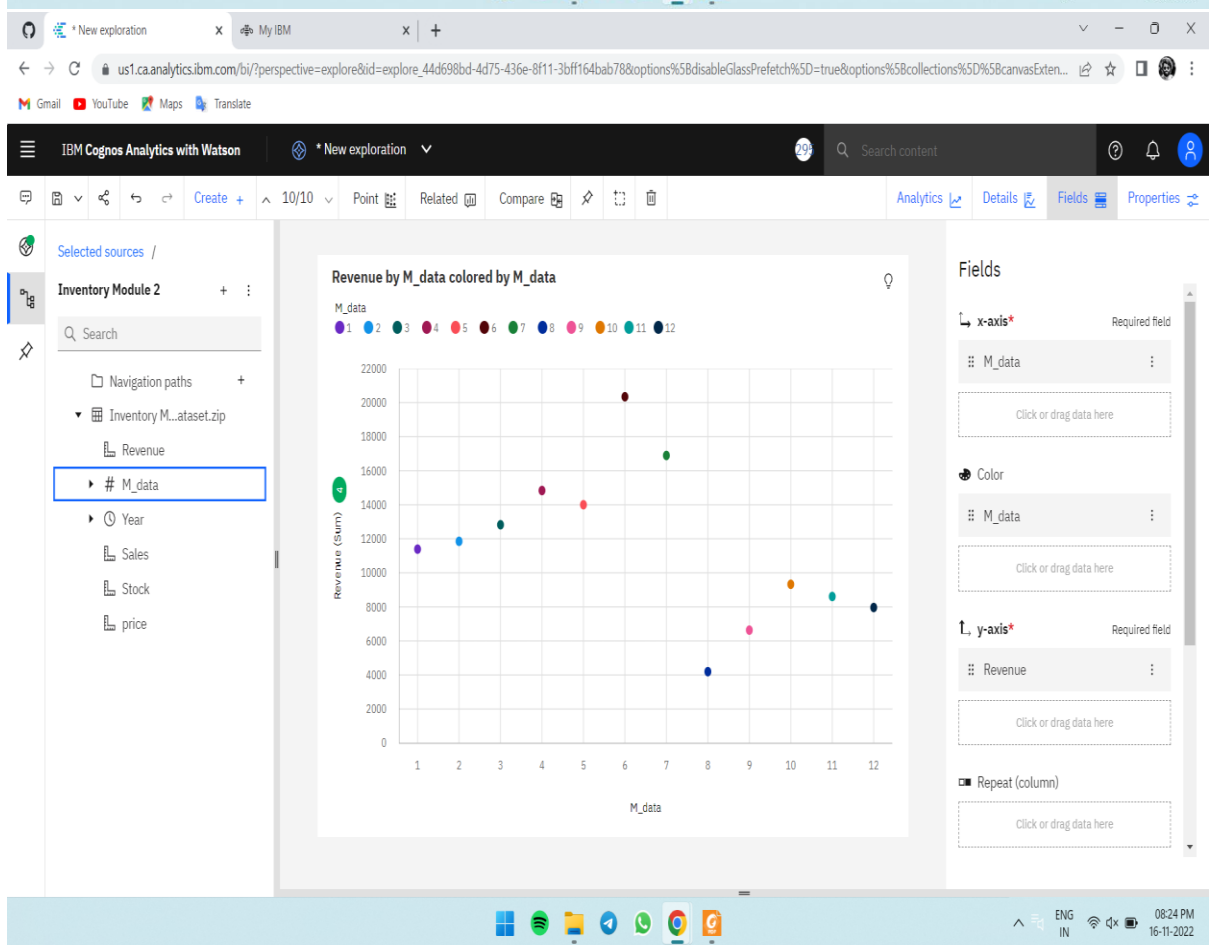 * New exploration
My IBM
us1.ca.analytics.ibm.com/bi/?perspective=explore&id=explore_44d698bd-4d75-436e-8f11-3bff164bab78&options%5BdisableGlassPrefetch%5D=true&options%5Bcollections%5D%5BcanvasExten...
Gmail YouTube Maps Translate
IBM Cognos Analytics with Watson * New exploration 295 Search content
Create + 10/10 Point Related Compare Analytics Details Fields Properties
Selected sources /
Inventory Module 2
Search
Navigation paths
Inventory M...ataset.zip
Revenue
# M_data
Year
Sales
Stock
price
Revenue by M_data colored by M_data
M_data
1 2 3 4 5 6 7 8 9 10 11 12
22000
20000
18000
16000
14000
12000
10000
8000
6000
4000
2000
0
Revenue (Sum) 4
1 2 3 4 5 6 7 8 9 10 11 12
M_data
Fields
x-axis* Required field
M_data
Click or drag data here
Color
M_data
Click or drag data here
y-axis* Required field
Revenue
Click or drag data here
Repeat (column)
Click or drag data here
ENG
IN
08:24 PM
16-11-2022